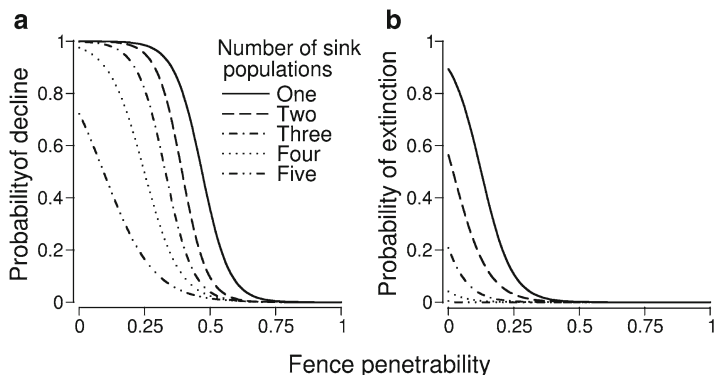 a
b
Number of sink
populations
One
Two
Three
Four
Five
Probabilityof decline
1
0.8
0.6
0.4
0.2
0
0
0.25
0.5
0.75
1
Probability of extinction
1
0.8
0.6
0.4
0.2
0
0
0.25
0.5
0.75
1
Fence penetrability